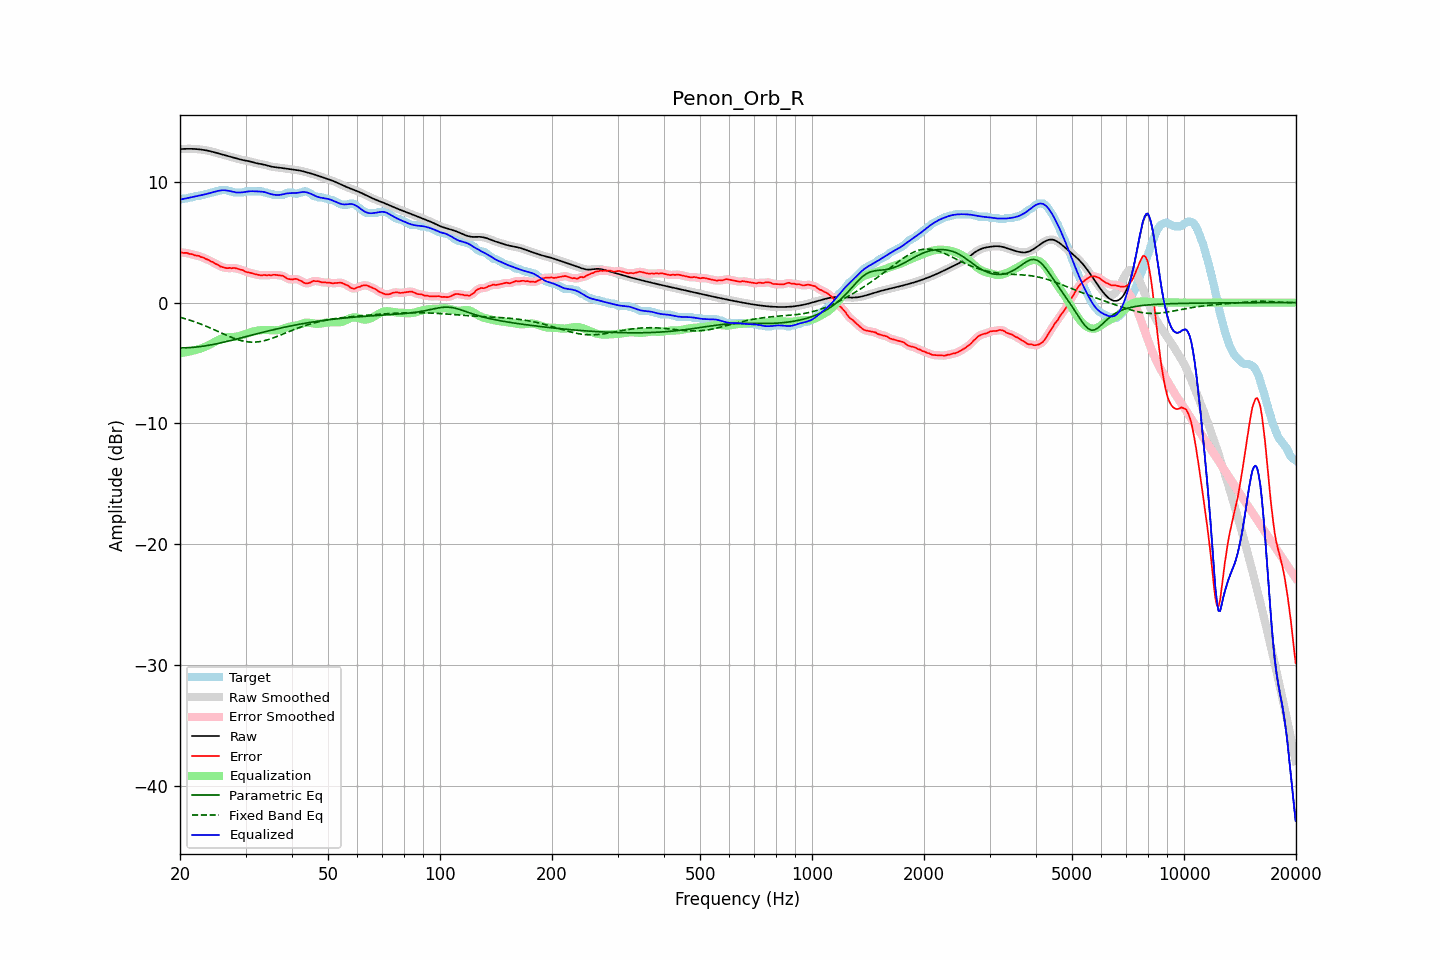 Penon_Orb_R
10
0
−10
−20
−30
−40
Amplitude (dBr)
Target
Raw Smoothed
Error Smoothed
Raw
Error
Equalization
Parametric Eq
Fixed Band Eq
Equalized
20 50 100 200 500 1000 2000 5000 10000 20000
Frequency (Hz)